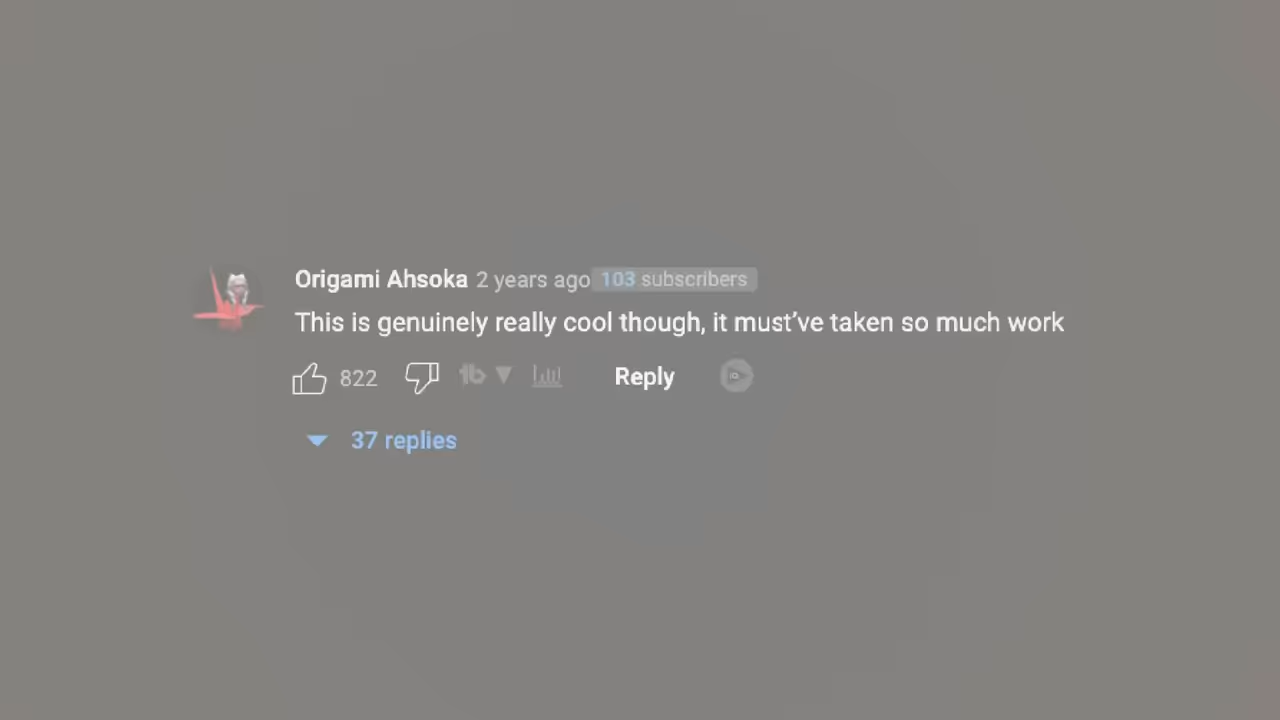 Origami Ahsoka 2 years ago 103 subscribers
This is genuinely really cool though, it must’ve taken so much work
822 Reply
37 replies